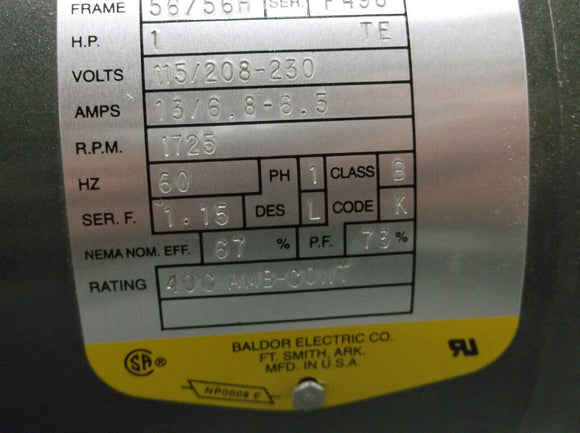 FRAME 56/56H SER. F498
H.P. 1 TE
VOLTS 115/208-230
AMPS 13/6.8-6.5
R.P.M. 1725
HZ 60 PH 1 CLASS B
SER. F. 1.15 DES L CODE K
NEMA NOM. EFF. 67 % P.F. 73 %
RATING 40C AMB-CONT
BALDOR ELECTRIC CO.
FT. SMITH, ARK.
MFD. IN U.S.A.
SA ®
NP0008 E